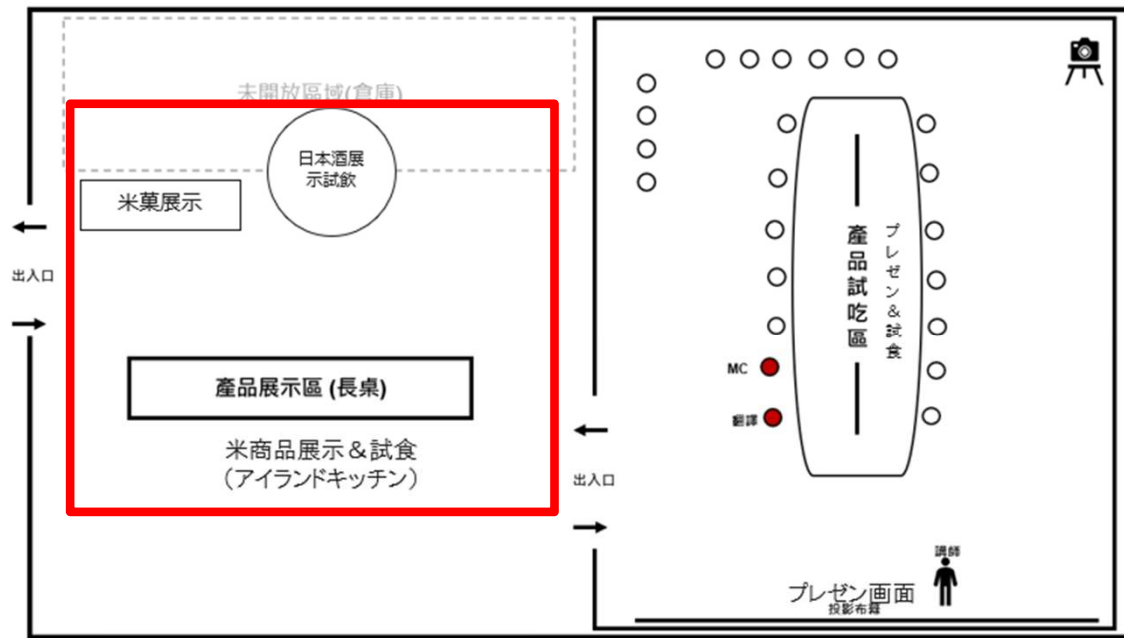 未開放區域(倉庫)
日本酒展
示試飲
米菓展示
出入口
產品展示區 (長桌)
米商品展示＆試食
（アイランドキッチン）
出入口
產品試吃區
プレゼン＆試食
MC
翻譯
講師
プレゼン画面
投影布幕